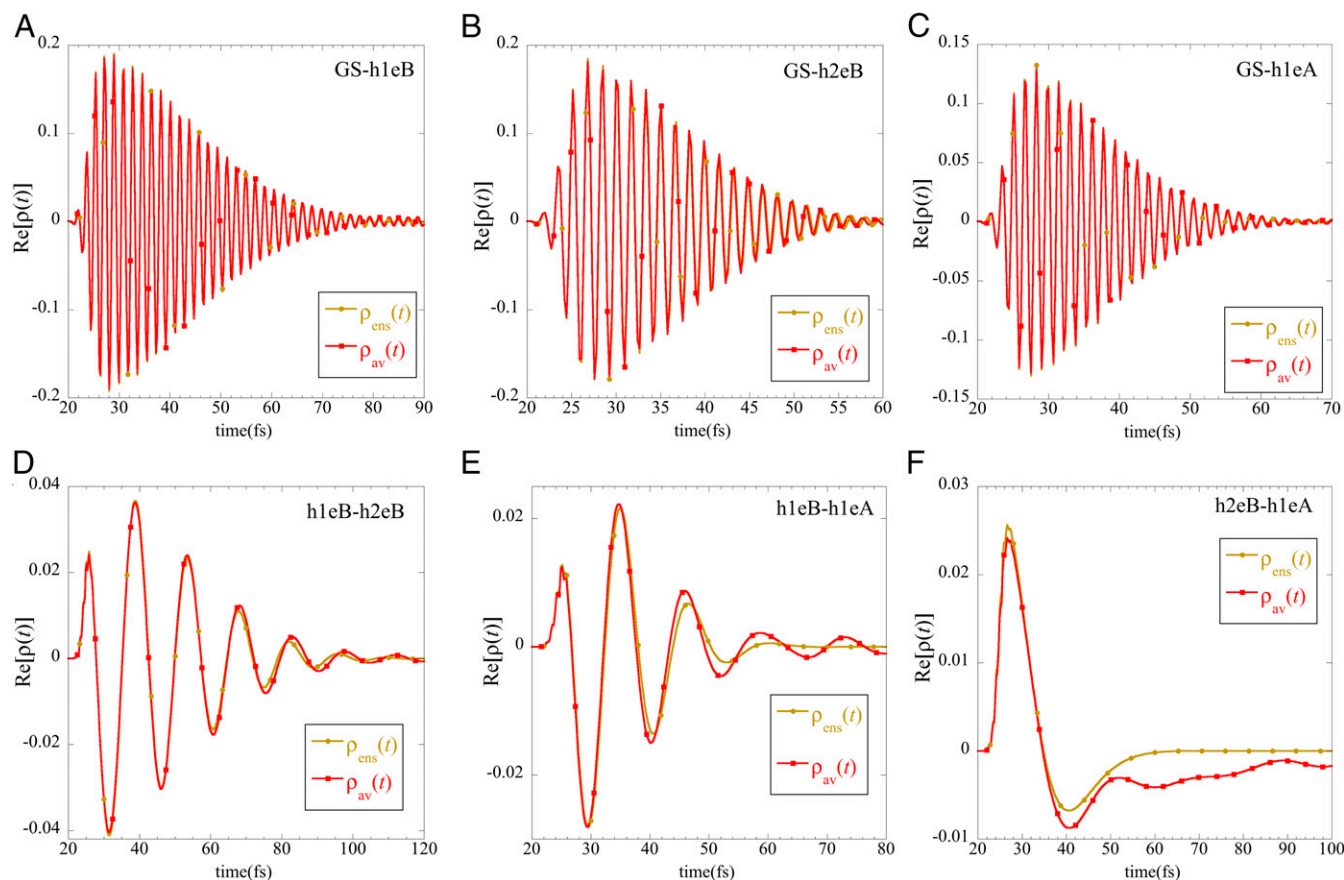 A
0.2
0.1
0
-0.1
-0.2
Re[ρ(t)]
GS-h1eB
ρens(t)
ρav(t)
20 30 40 50 60 70 80 90
time(fs)
B
0.2
0.1
0
-0.1
-0.2
Re[ρ(t)]
GS-h2eB
ρens(t)
ρav(t)
20 25 30 35 40 45 50 55 60
time(fs)
C
0.15
0.1
0.05
0
-0.05
-0.1
-0.15
Re[ρ(t)]
GS-h1eA
ρens(t)
ρav(t)
20 30 40 50 60 70
time(fs)
D
0.04
0.02
0
-0.02
-0.04
Re[ρ(t)]
h1eB-h2eB
ρens(t)
ρav(t)
20 40 60 80 100 120
time(fs)
E
0.02
0
-0.02
Re[ρ(t)]
h1eB-h1eA
ρens(t)
ρav(t)
20 30 40 50 60 70 80
time(fs)
F
0.03
0.02
0.01
0
-0.01
Re[ρ(t)]
h2eB-h1eA
ρens(t)
ρav(t)
20 30 40 50 60 70 80 90 100
time(fs)